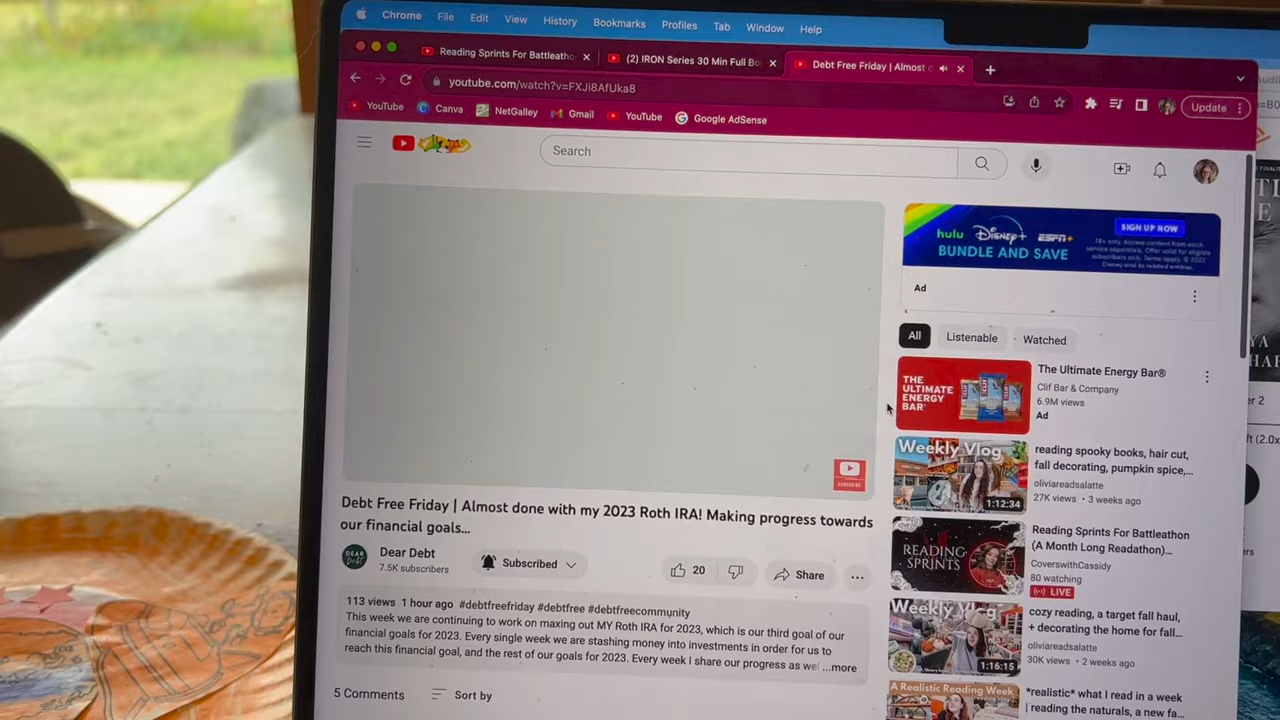 Chrome File Edit View History Bookmarks Profiles Tab Window Help
Reading Sprints For Battleatho
(2) IRON Series 30 Min Full Bo
Debt Free Friday | Almost d
youtube.com/watch?v=FXJi8AfUka8
Update
YouTube Canva NetGalley Gmail YouTube Google AdSense
Search
hulu Disney+ ESPN+
BUNDLE AND SAVE
SIGN UP NOW
Ad
All Listenable Watched
THE
ULTIMATE
ENERGY
BAR
The Ultimate Energy Bar®
Clif Bar & Company
6.9M views
Ad
Weekly Vlog
1:12:34
reading spooky books, hair cut,
fall decorating, pumpkin spice,...
oliviareadsalatte
27K views • 3 weeks ago
READING
SPRINTS
Reading Sprints For Battleathon
(A Month Long Readathon)...
CoverswithCassidy
80 watching
LIVE
Weekly Vlog
1:16:15
cozy reading, a target fall haul,
+ decorating the home for fall...
oliviareadsalatte
30K views • 2 weeks ago
A Realistic Reading Week
*realistic* what I read in a week
reading the naturals, a new fa...
SUBSCRIBE
Debt Free Friday | Almost done with my 2023 Roth IRA! Making progress towards
our financial goals...
DEAR
DEBT
Dear Debt
7.5K subscribers
Subscribed
20
Share
113 views 1 hour ago #debtfreefriday #debtfree #debtfreecommunity
This week we are continuing to work on maxing out MY Roth IRA for 2023, which is our third goal of our
financial goals for 2023. Every single week we are stashing money into investments in order for us to
reach this financial goal, and the rest of our goals for 2023. Every week I share our progress as wel ...more
5 Comments Sort by